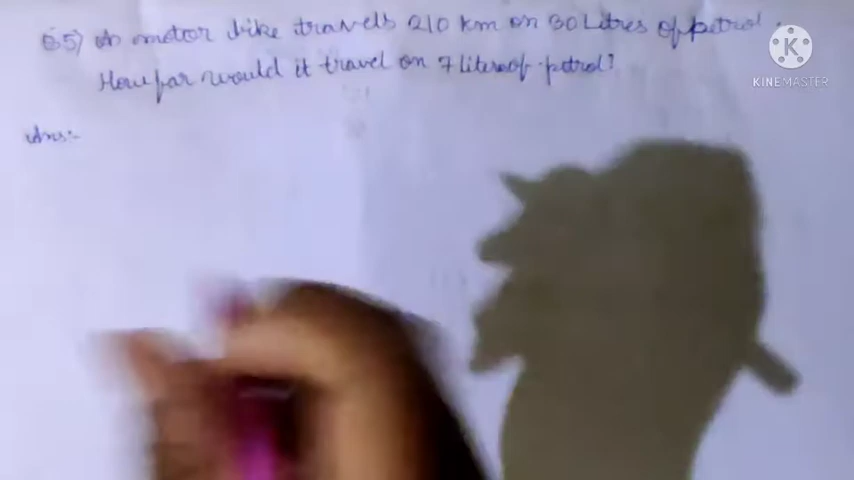 Q5) A motor bike travels 210 km on 30 Litres of petrol.
How far would it travel on 7 liters of petrol?
Ans:-
K
KINEMASTER